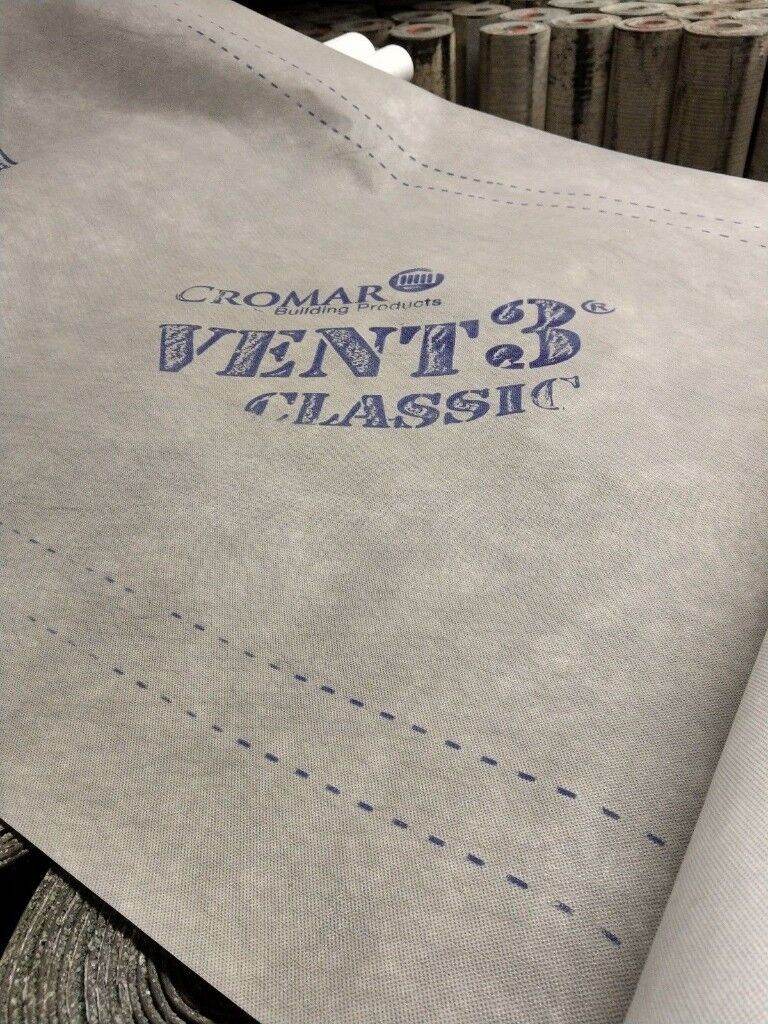 CROMAR
Building Products
VENT3®
CLASSIC